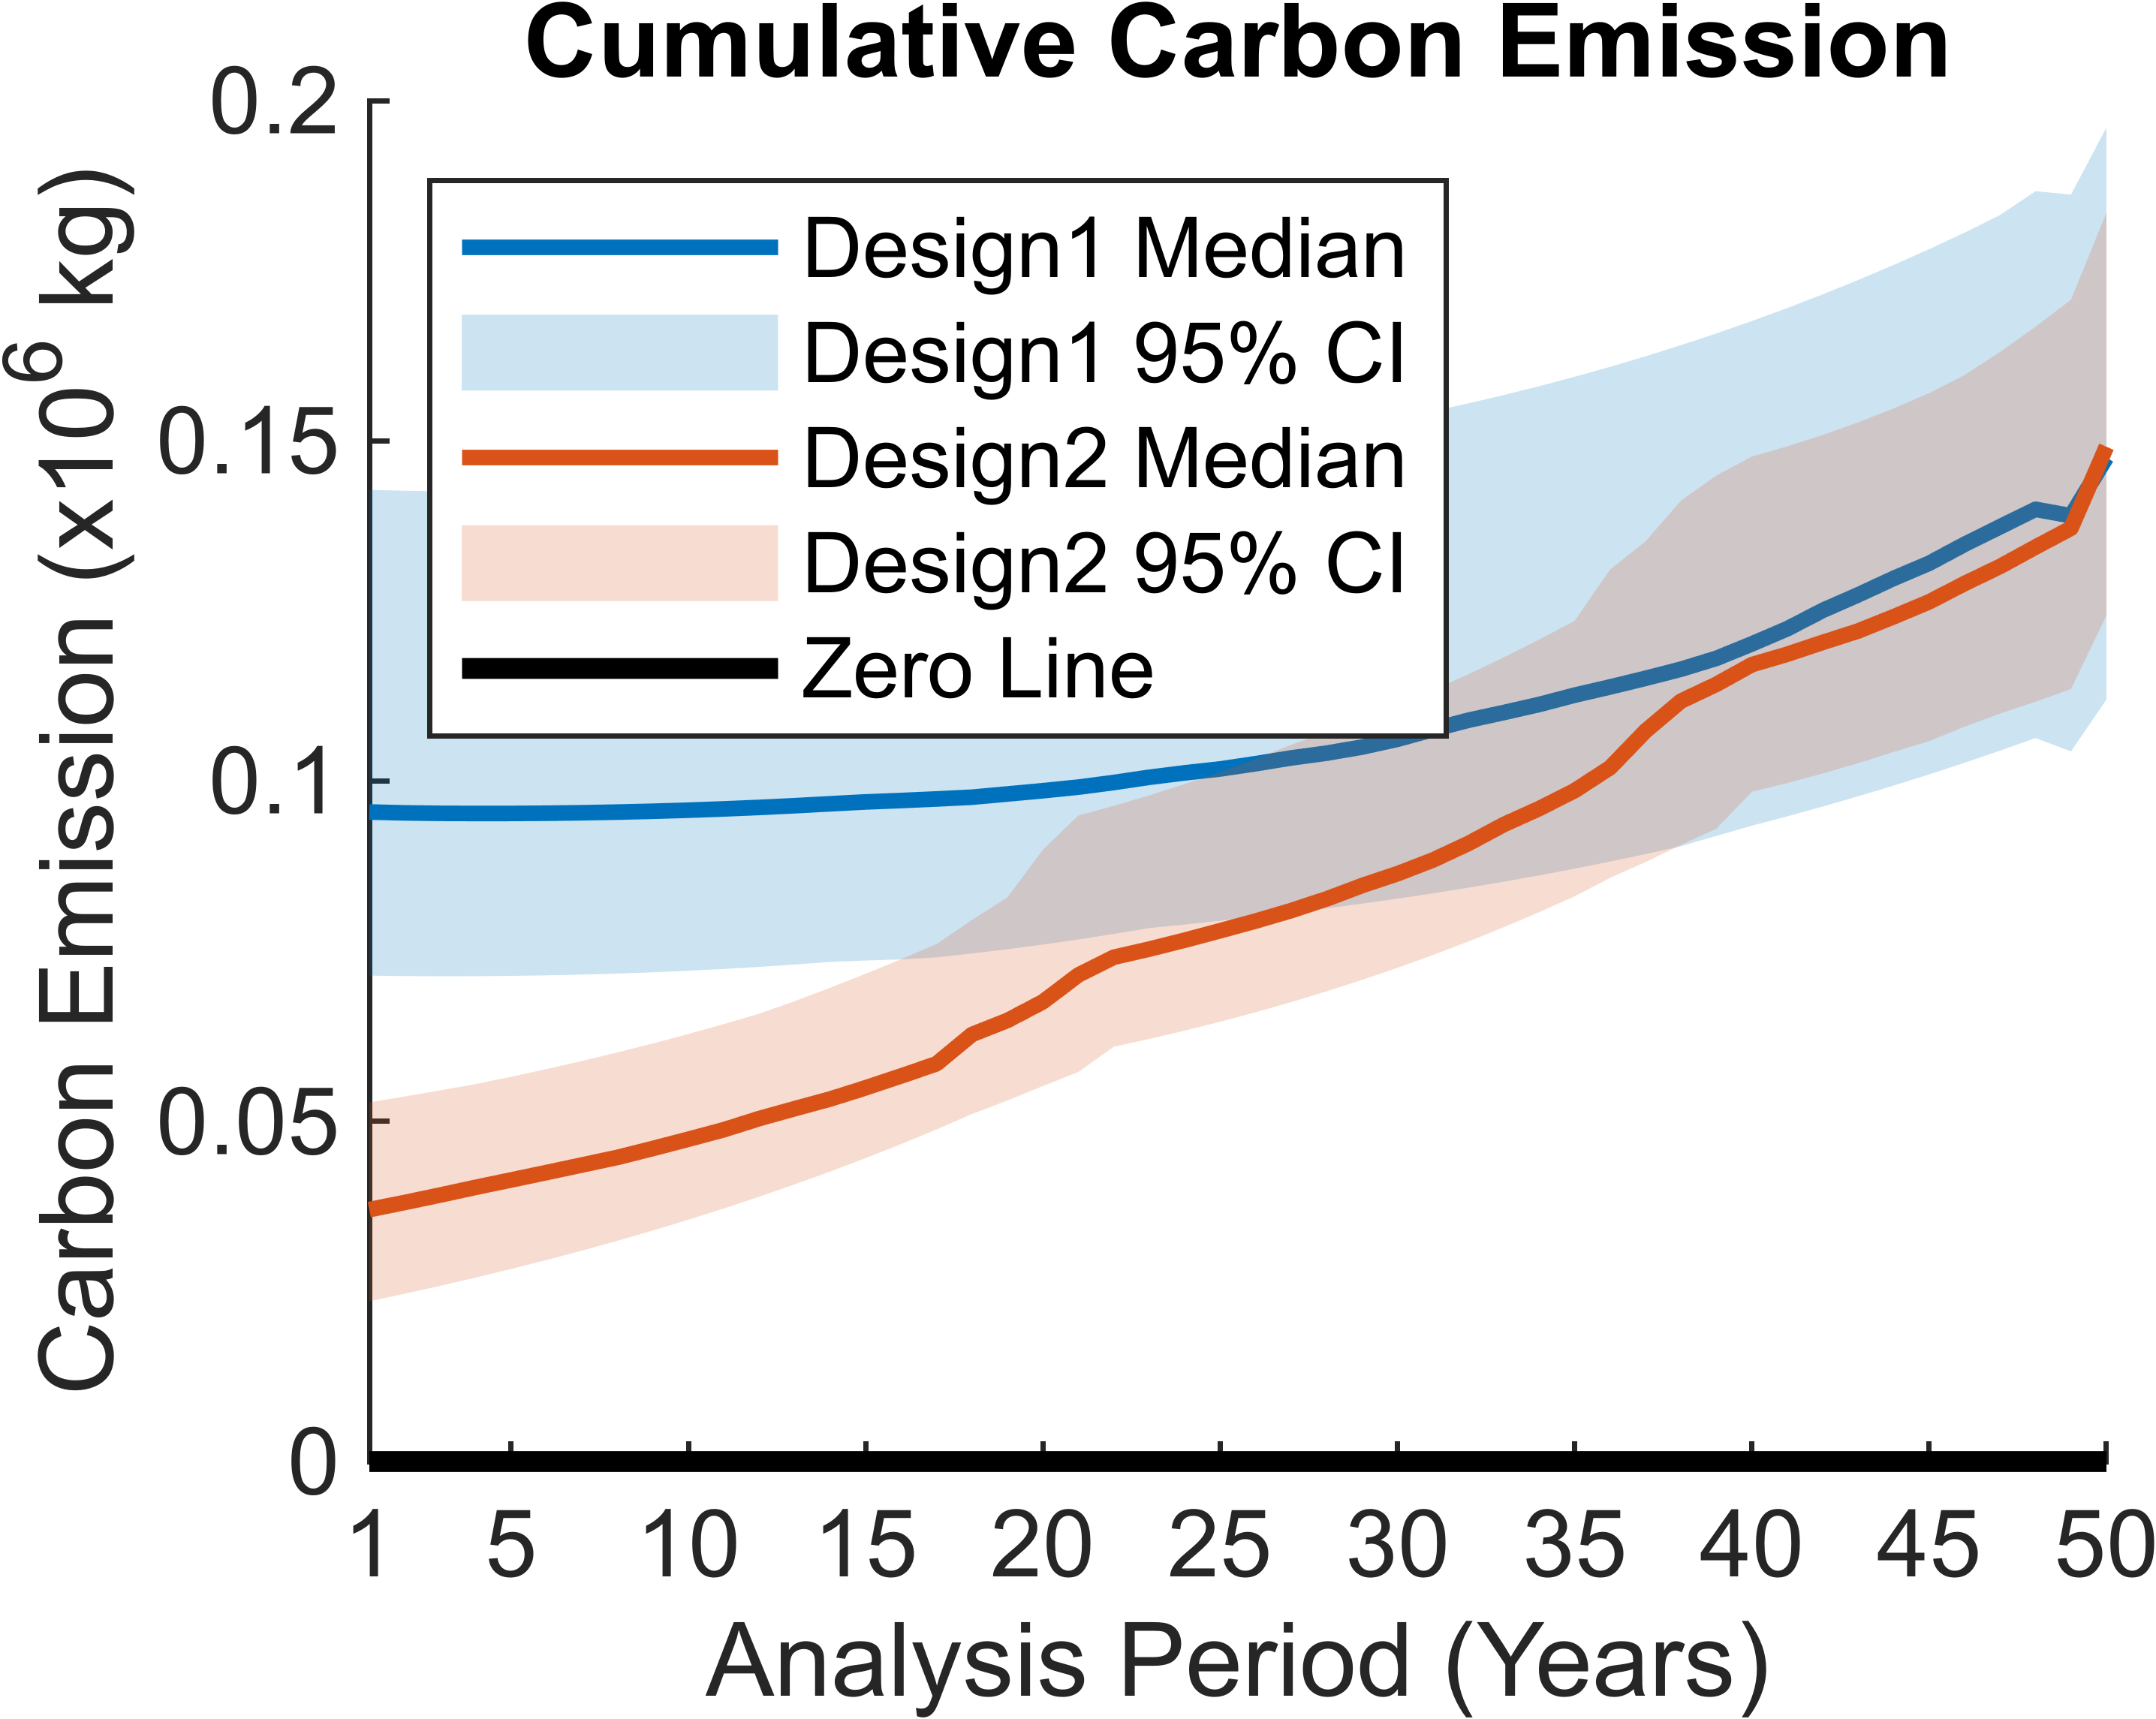 Cumulative Carbon Emission
Carbon Emission (x10⁶ kg)
0.2
0.15
0.1
0.05
0
Design1 Median
Design1 95% CI
Design2 Median
Design2 95% CI
Zero Line
1 5 10 15 20 25 30 35 40 45 50
Analysis Period (Years)